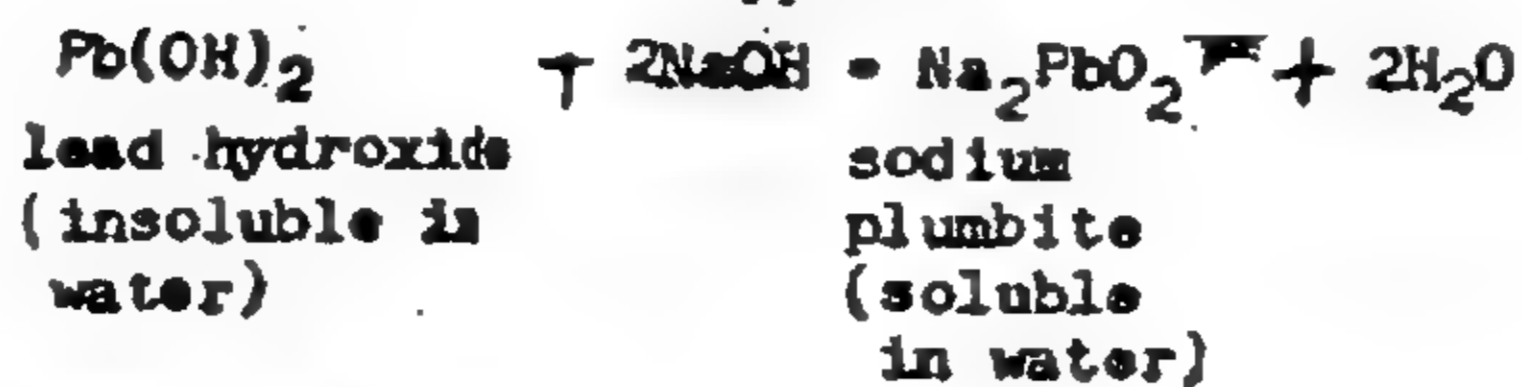 Pb(OH)₂ + 2NaOH = Na₂PbO₂ + 2H₂O
lead hydroxide sodium
(insoluble in plumbite
water) (soluble
in water)